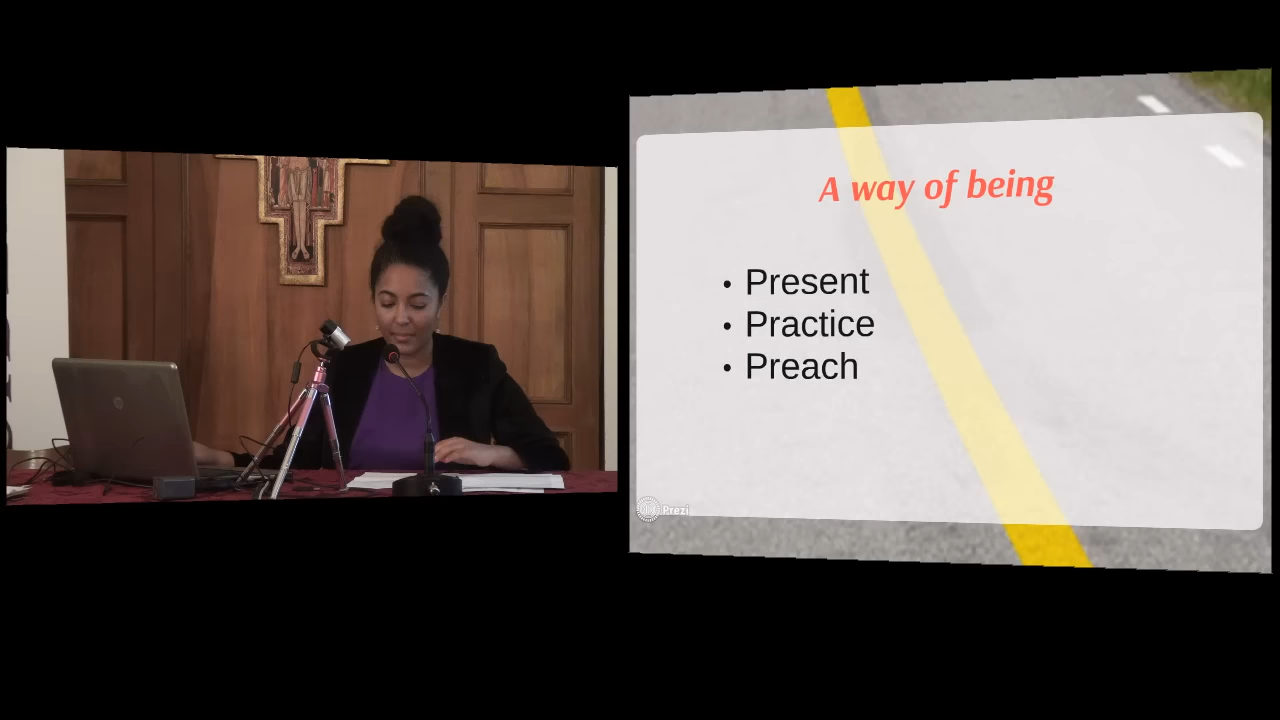 A way of being
• Present
• Practice
• Preach
Prezi